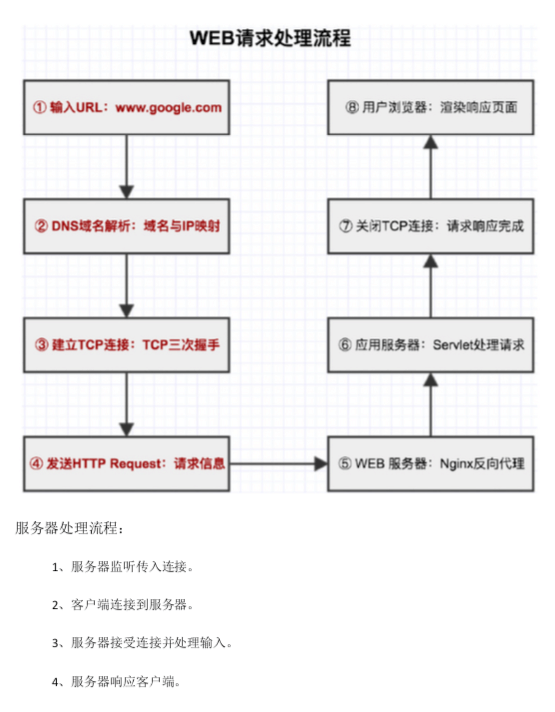 WEB请求处理流程
① 输入URL：www.google.com
② DNS域名解析：域名与IP映射
③ 建立TCP连接：TCP三次握手
④ 发送HTTP Request：请求信息
⑤ WEB 服务器：Nginx反向代理
⑥ 应用服务器：Servlet处理请求
⑦ 关闭TCP连接：请求响应完成
⑧ 用户浏览器：渲染响应页面
服务器处理流程：
1、服务器监听传入连接。
2、客户端连接到服务器。
3、服务器接受连接并处理输入。
4、服务器响应客户端。